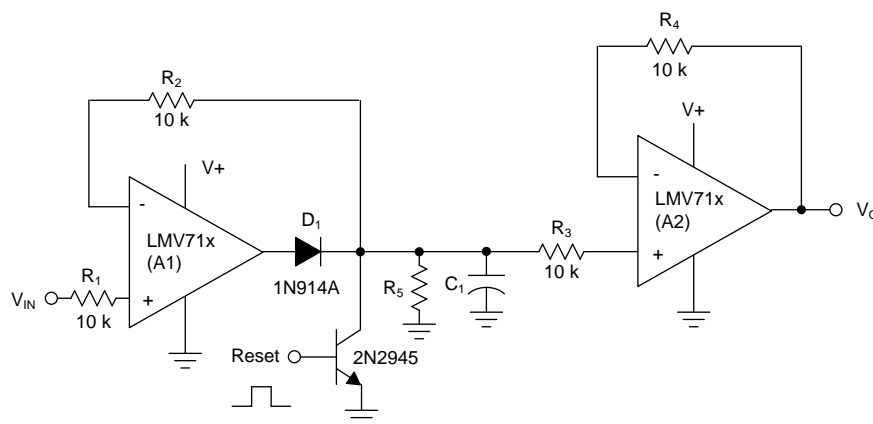 R4
10 k
R2
10 k
V+
V+
-
LMV71x
(A1)
+
D1
1N914A
R1
10 k
VIN
R5
C1
R3
10 k
-
LMV71x
(A2)
+
Reset
2N2945